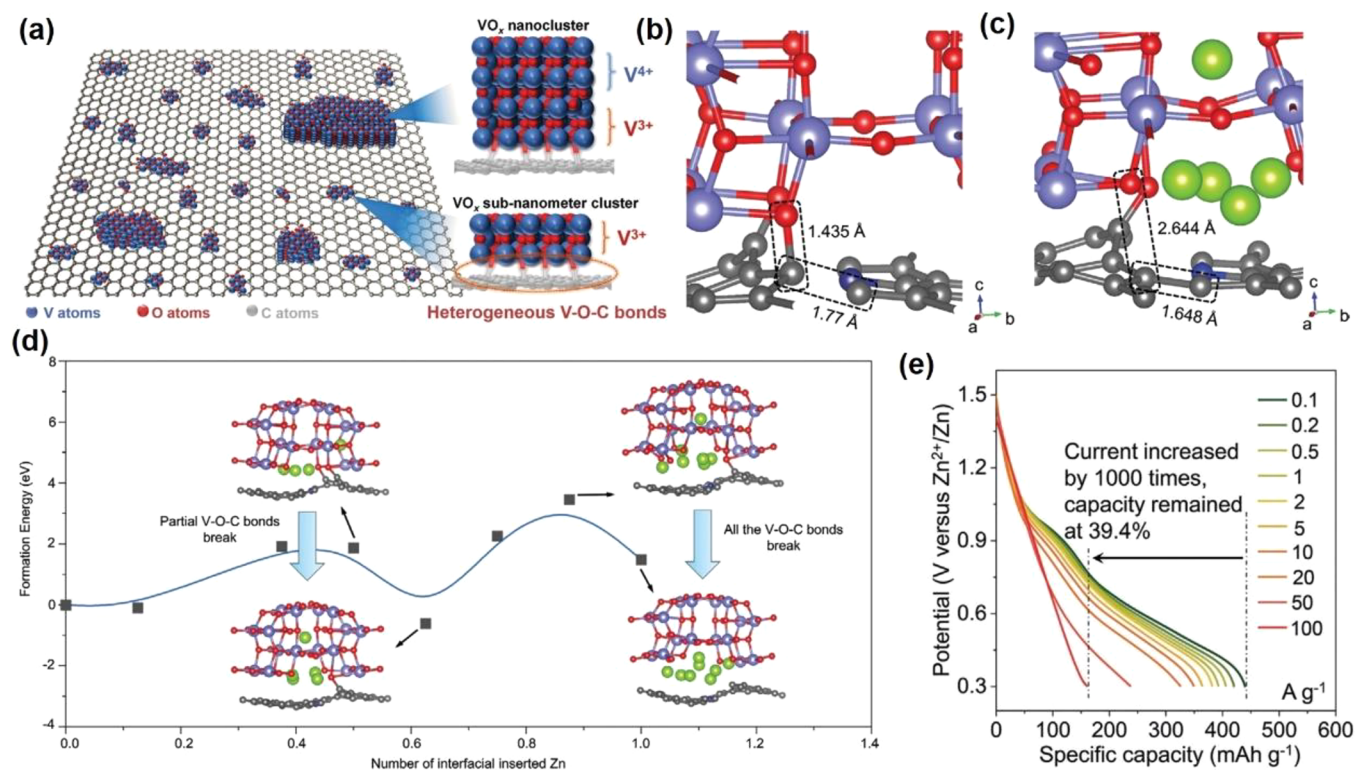 (a)
VOx nanocluster
V4+
V3+
VOx sub-nanometer cluster
V3+
V atoms
O atoms
C atoms
Heterogeneous V-O-C bonds
(b)
1.435 Å
1.77 Å
c
a
b
(c)
2.644 Å
1.648 Å
c
a
b
(d)
Formation Energy (eV)
8
6
4
2
0
-2
-4
Partial V-O-C bonds
break
All the V-O-C bonds
break
0.0 0.2 0.4 0.6 0.8 1.0 1.2 1.4
Number of interfacial inserted Zn
(e)
Potential (V versus Zn2+/Zn)
1.5
1.2
0.9
0.6
0.3
Current increased
by 1000 times,
capacity remained
at 39.4%
0.1
0.2
0.5
1
2
5
10
20
50
100
A g-1
0 100 200 300 400 500 600
Specific capacity (mAh g-1)